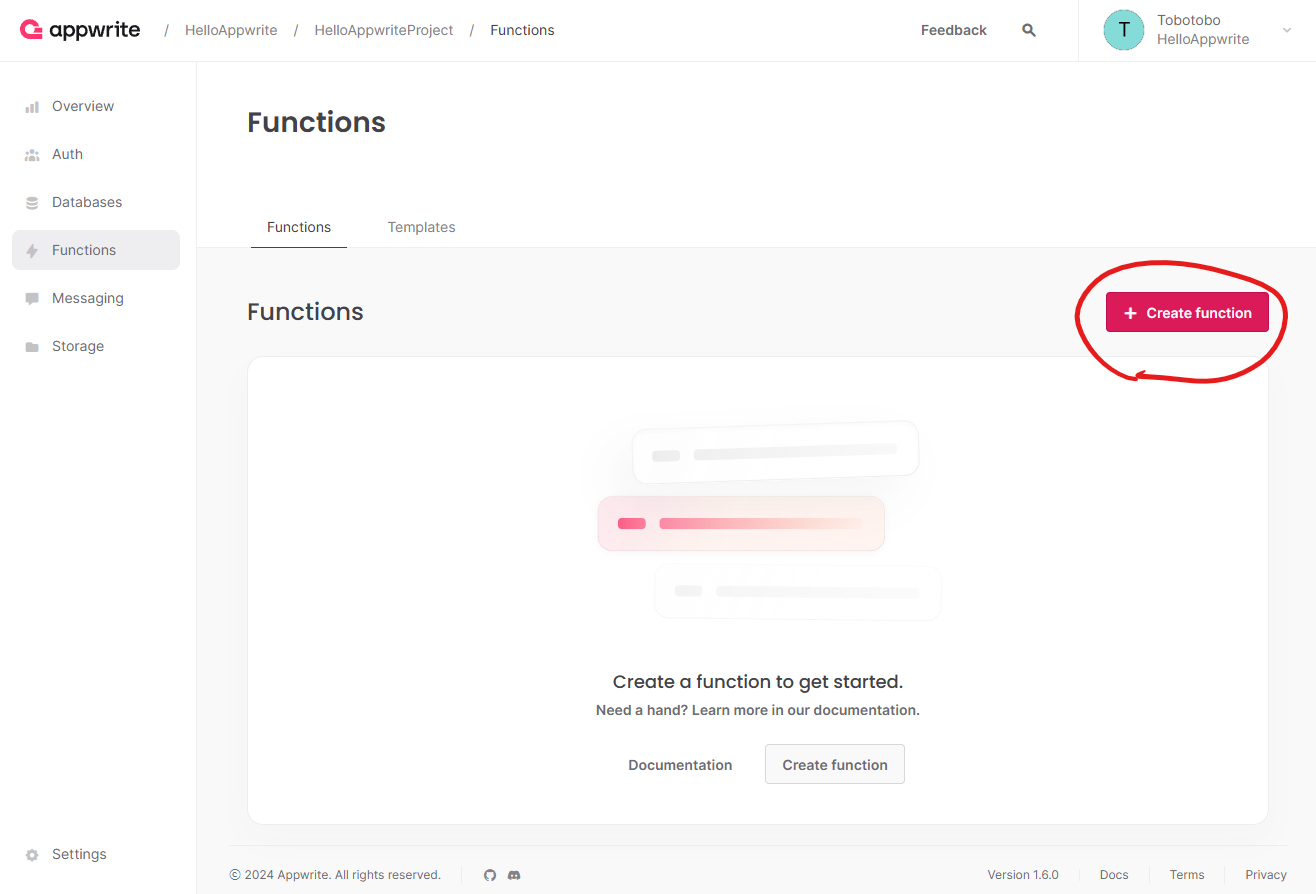 appwrite / HelloAppwrite / HelloAppwriteProject / Functions
Feedback
T
Tobotobo
HelloAppwrite
Overview
Auth
Databases
Functions
Messaging
Storage
Settings
Functions
Functions Templates
Functions
+ Create function
Create a function to get started.
Need a hand? Learn more in our documentation.
Documentation Create function
© 2024 Appwrite. All rights reserved.
Version 1.6.0 Docs Terms Privacy